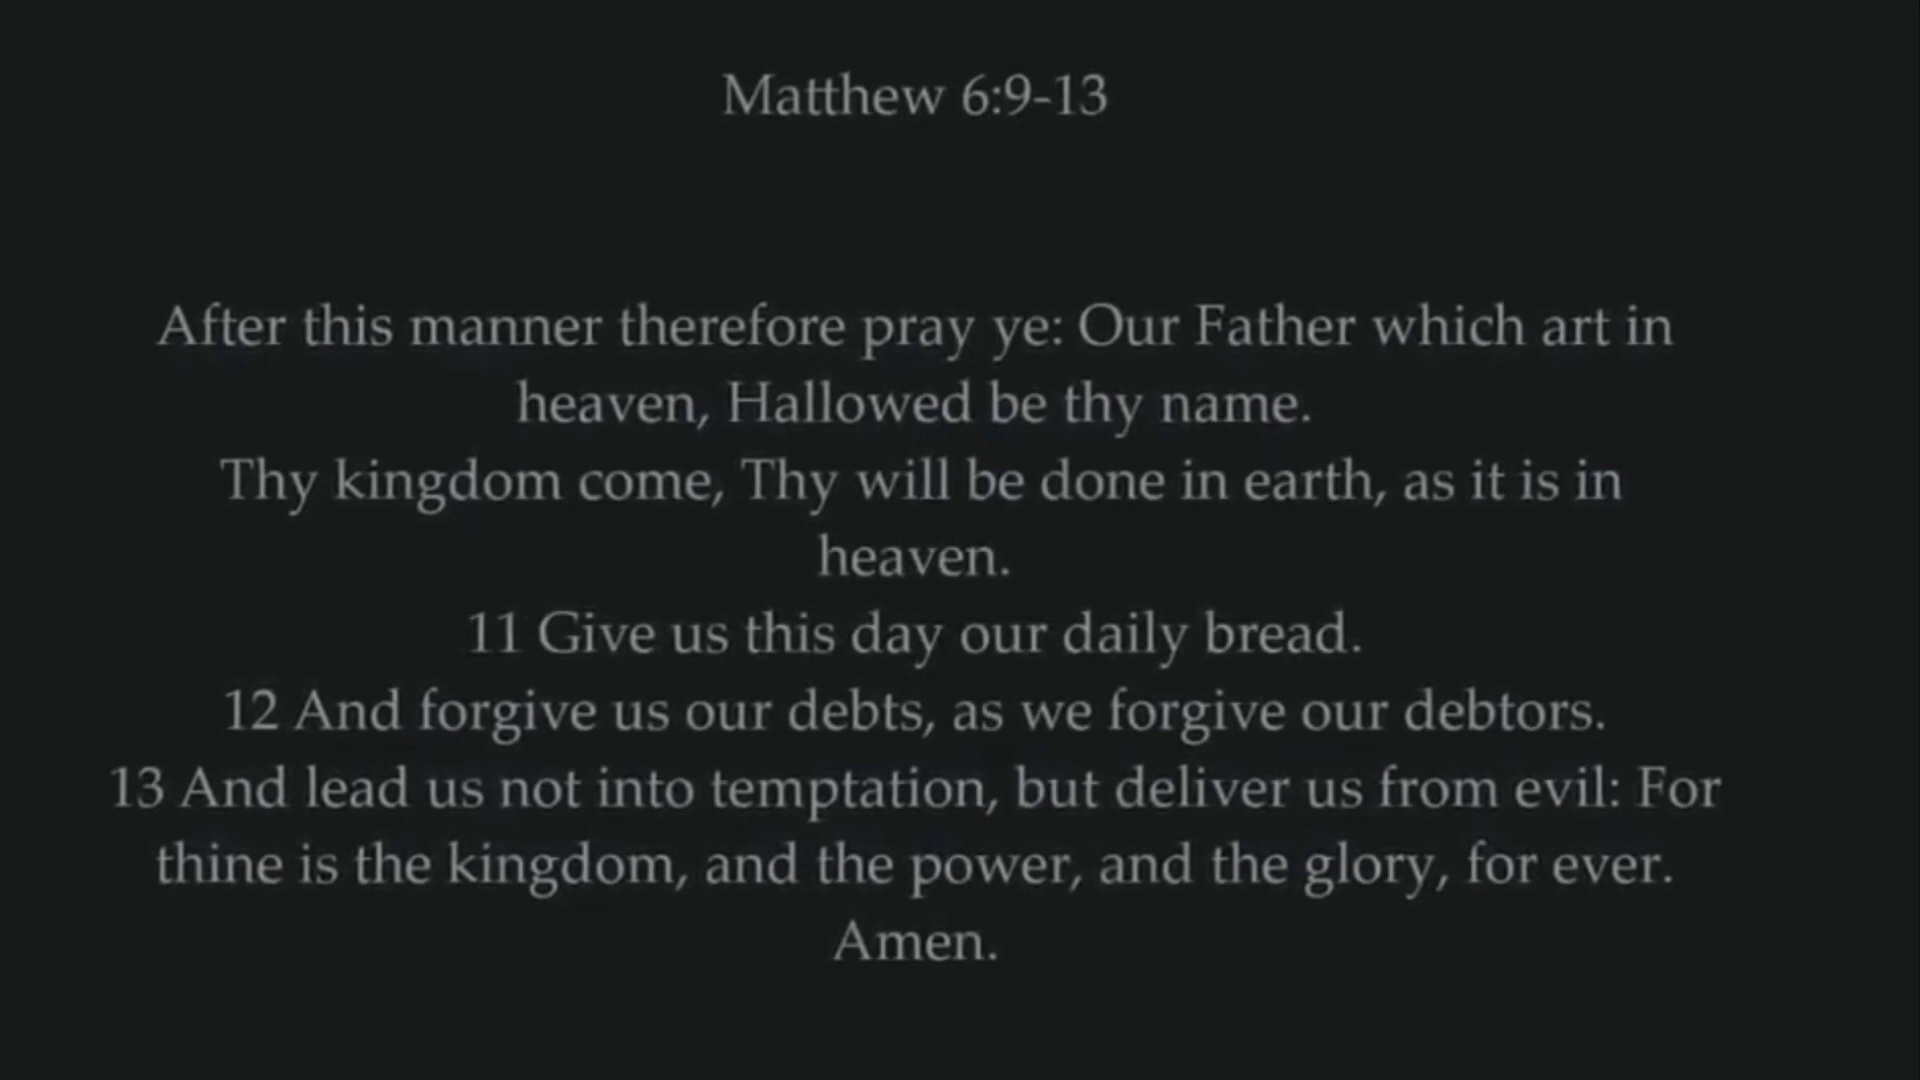 Matthew 6:9-13
After this manner therefore pray ye: Our Father which art in
heaven, Hallowed be thy name.
Thy kingdom come, Thy will be done in earth, as it is in
heaven.
11 Give us this day our daily bread.
12 And forgive us our debts, as we forgive our debtors.
13 And lead us not into temptation, but deliver us from evil: For
thine is the kingdom, and the power, and the glory, for ever.
Amen.